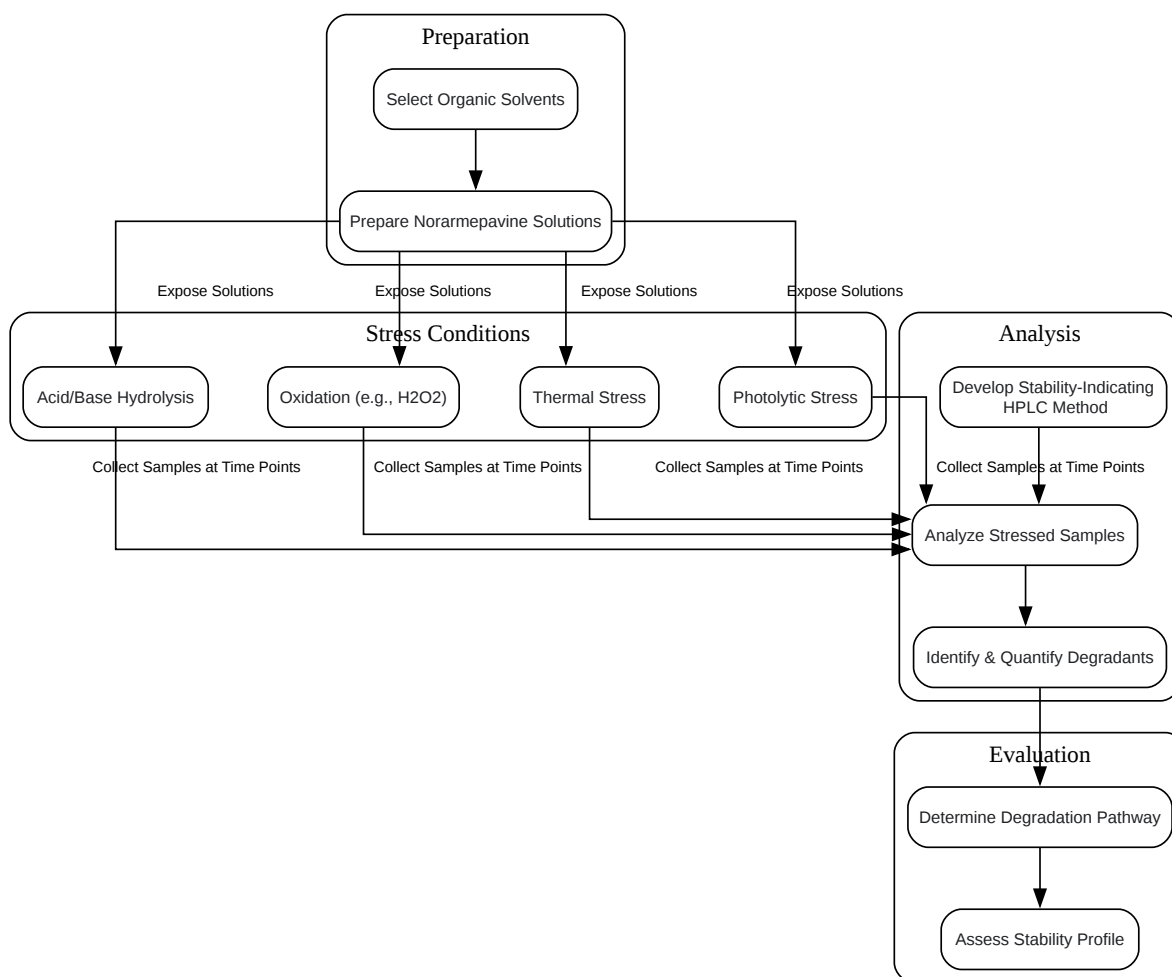 Preparation
Select Organic Solvents
Prepare Norarmepavine Solutions
Expose Solutions
Expose Solutions
Expose Solutions
Expose Solutions
Stress Conditions
Analysis
Acid/Base Hydrolysis
Oxidation (e.g., H2O2)
Thermal Stress
Photolytic Stress
Develop Stability-Indicating
HPLC Method
Collect Samples at Time Points
Collect Samples at Time Points
Collect Samples at Time Points
Collect Samples at Time Points
Analyze Stressed Samples
Identify & Quantify Degradants
Evaluation
Determine Degradation Pathway
Assess Stability Profile